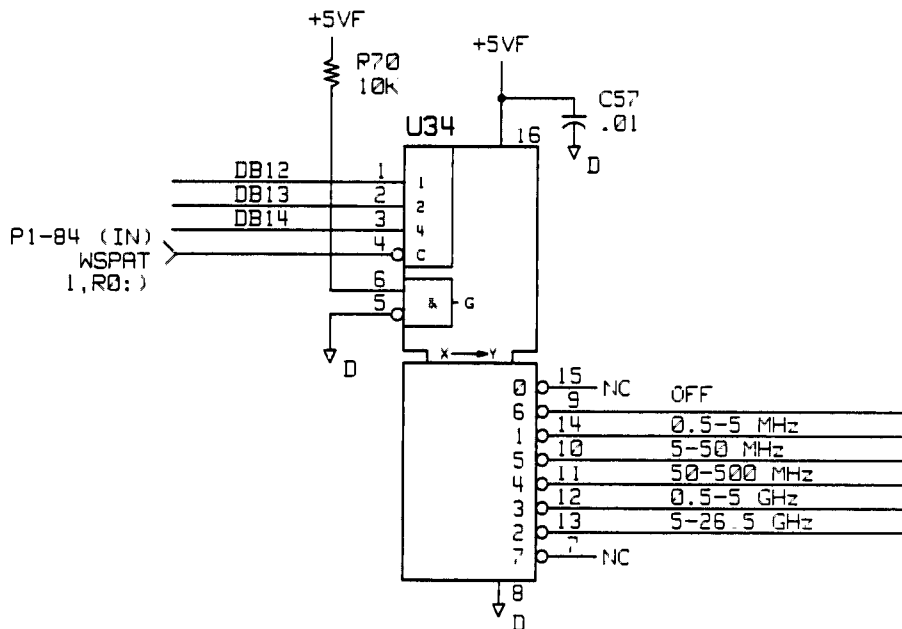 +5VF
+5VF
R70
10K
C57
.01
U34
16
D
DB12 1 1
DB13 2 2
DB14 3 4
P1-84 (IN) 4 C
WSPAT
1,R0:)
6
& G
5
D
X Y
0 15 NC
6 9 OFF
1 14 0.5-5 MHz
5 10 5-50 MHz
4 11 50-500 MHz
3 12 0.5-5 GHz
2 13 5-26.5 GHz
7 7 NC
8
D